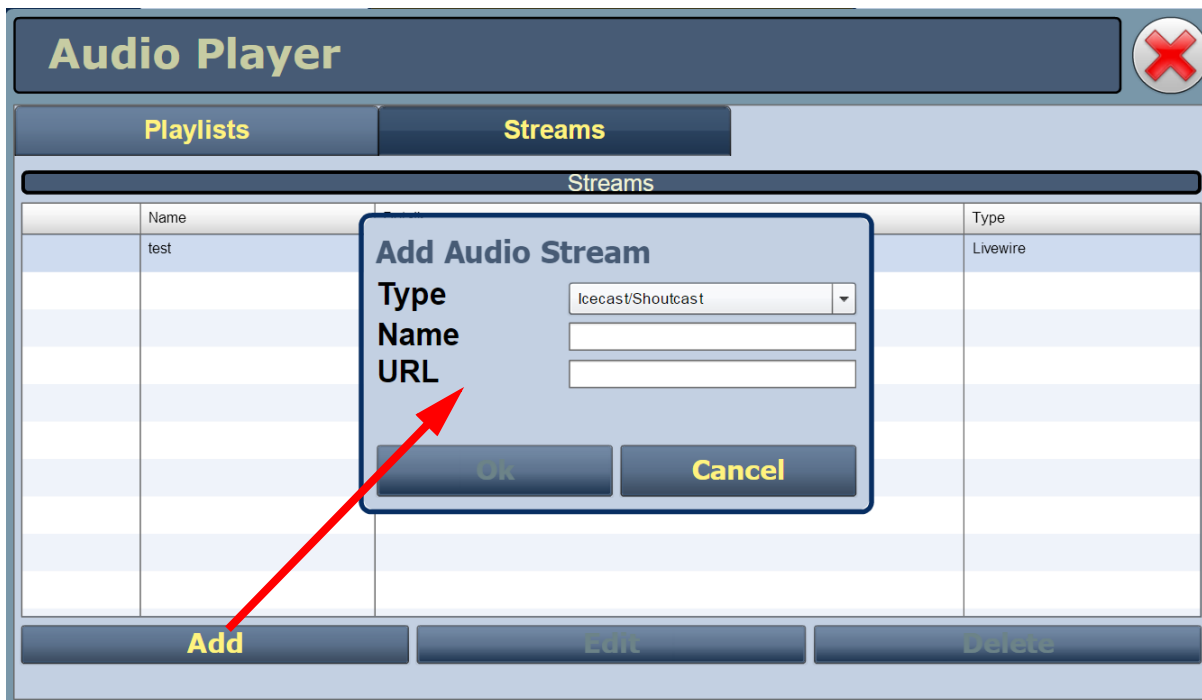 Audio Player
Playlists Streams
Streams
Name Type
test Livewire
Add Audio Stream
Type Icecast/Shoutcast
Name
URL
Ok Cancel
Add Edit Delete